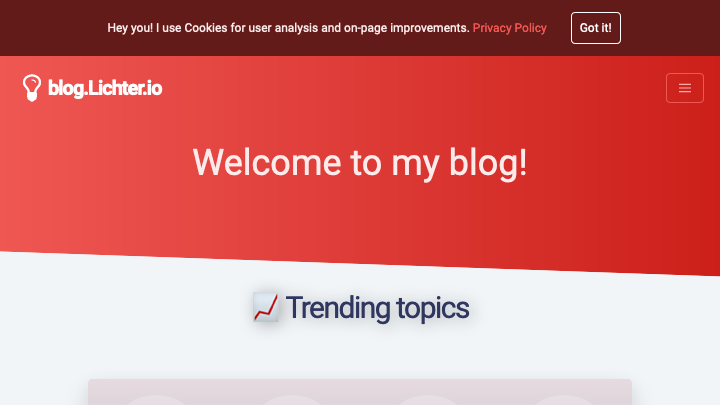 Hey you! I use Cookies for user analysis and on-page improvements. Privacy Policy
Got it!
blog.Lichter.io
Welcome to my blog!
Trending topics